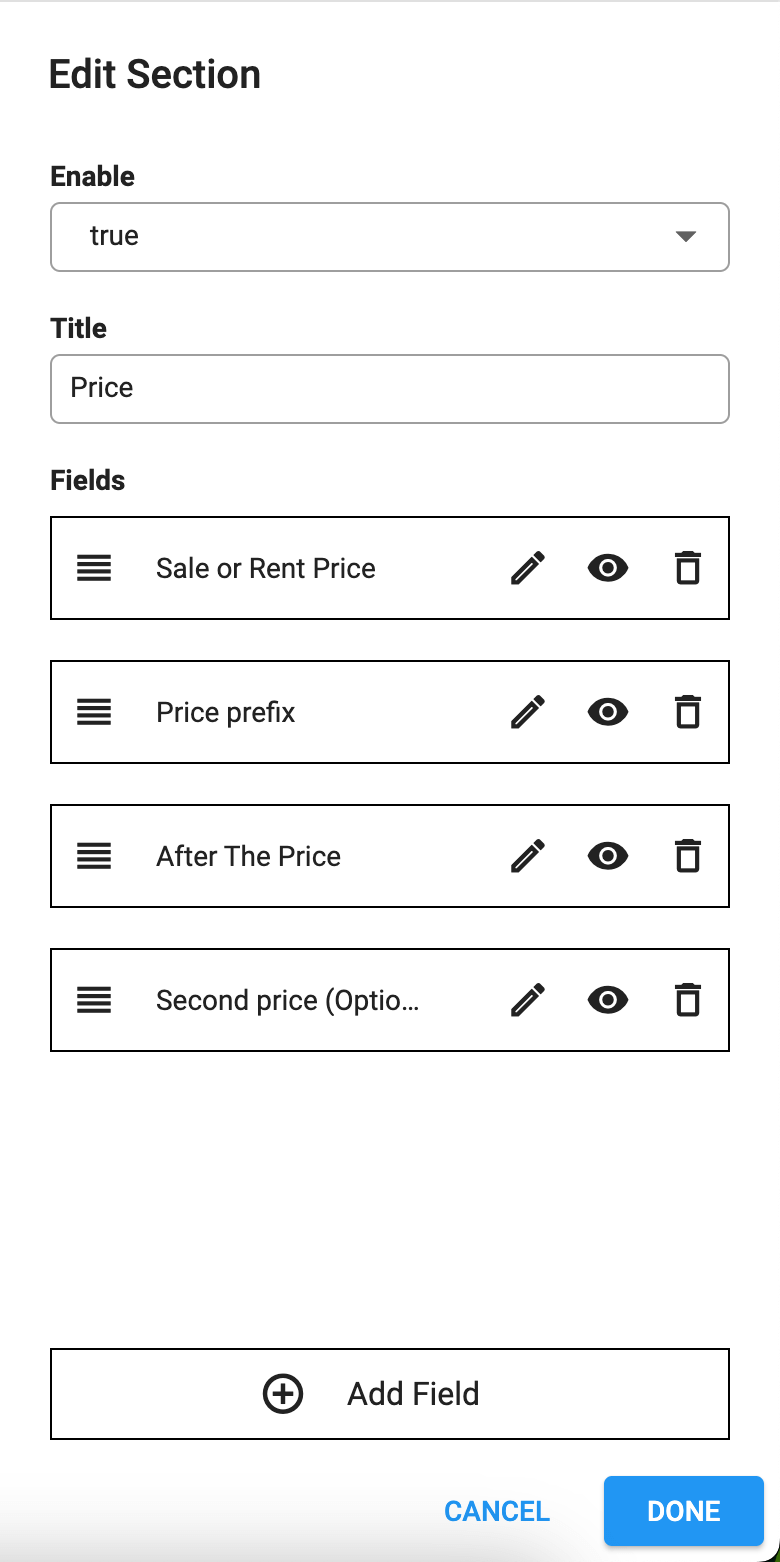 Edit Section
Enable
true
Title
Price
Fields
Sale or Rent Price
Price prefix
After The Price
Second price (Optio...
Add Field
CANCEL
DONE